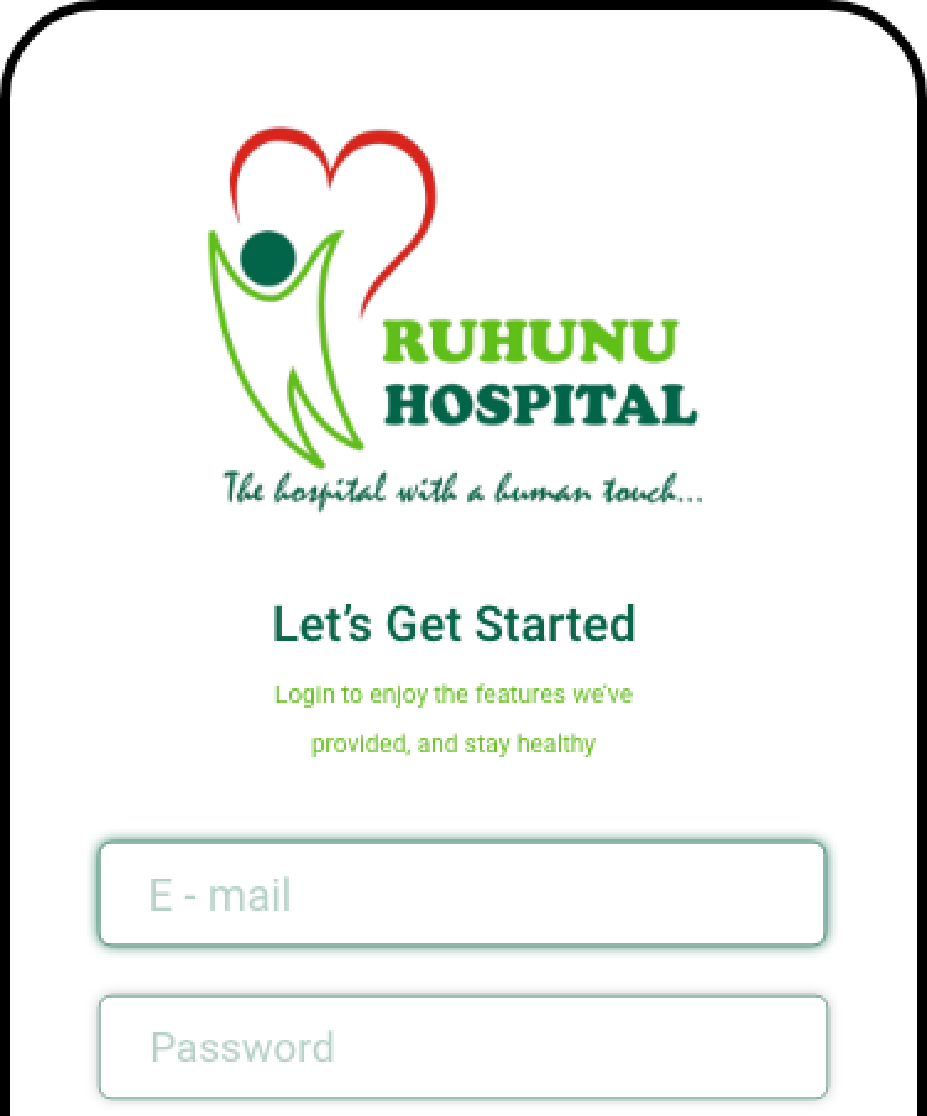 RUHUNU
HOSPITAL
The hospital with a human touch...
Let's Get Started
Login to enjoy the features we've
provided, and stay healthy
E - mail
Password